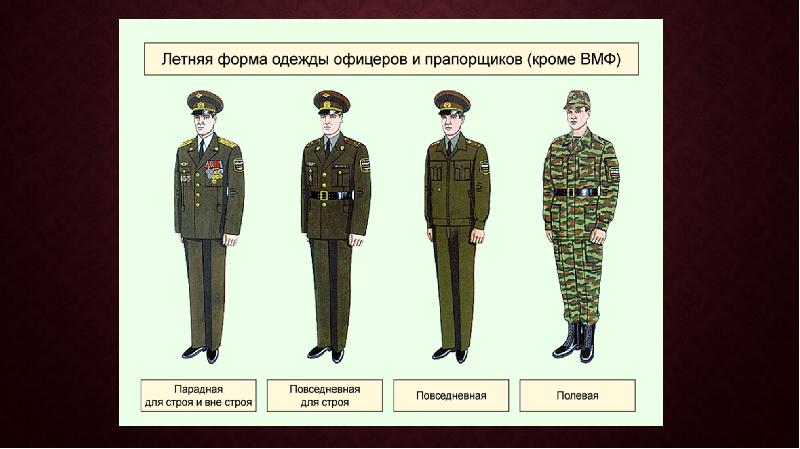 Летняя форма одежды офицеров и прапорщиков (кроме ВМФ)
Парадная
для строя и вне строя
Повседневная
для строя
Повседневная
Полевая